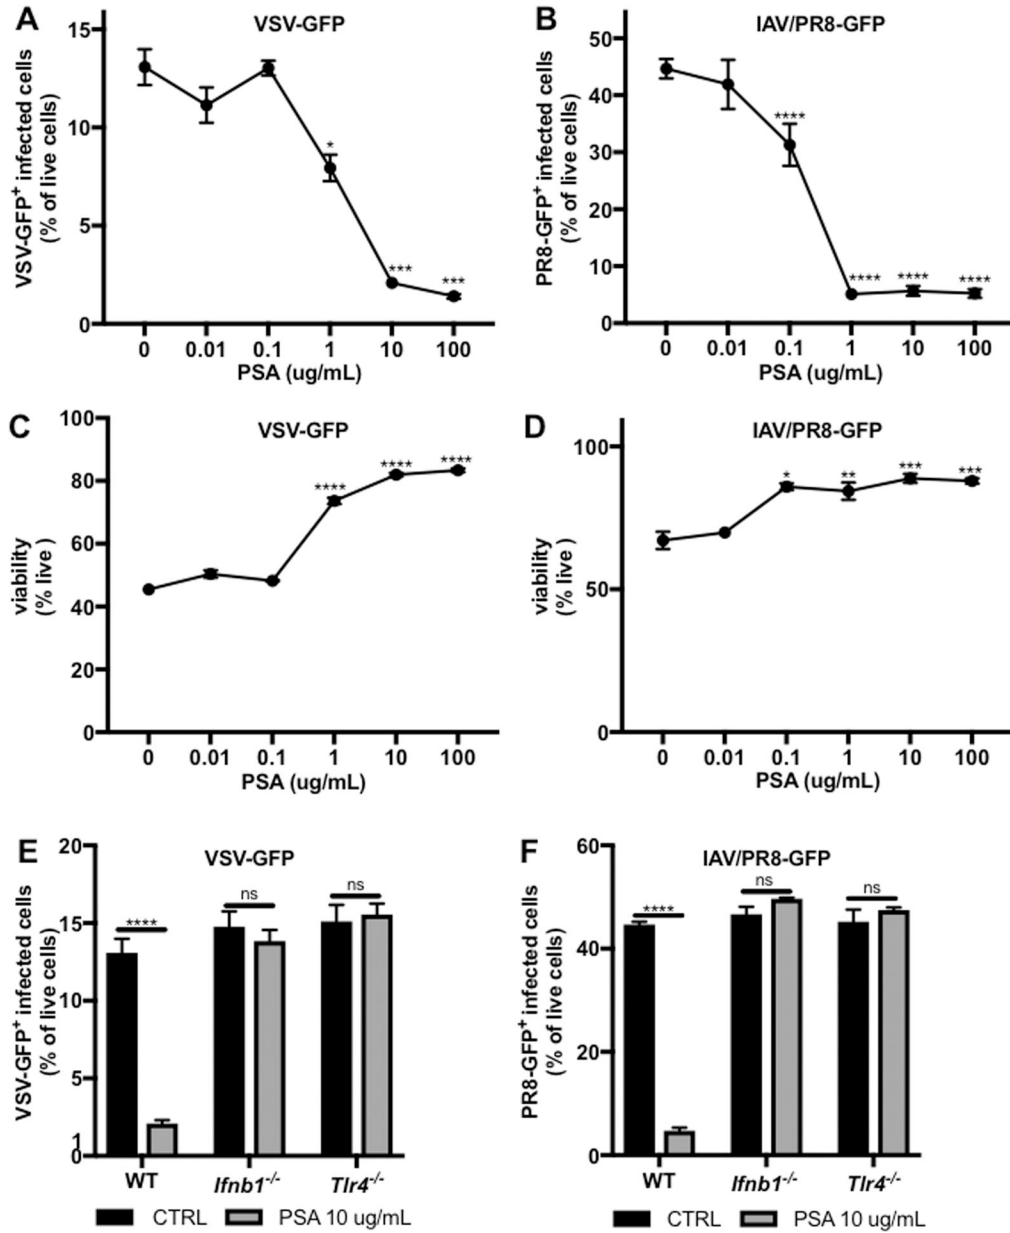 A
VSV-GFP
VSV-GFP+ infected cells
(% of live cells)
15
10
5
0
*
***
***
0 0.01 0.1 1 10 100
PSA (ug/mL)
B
IAV/PR8-GFP
PR8-GFP+ infected cells
(% of live cells)
50
40
30
20
10
0
****
****
****
****
0 0.01 0.1 1 10 100
PSA (ug/mL)
C
VSV-GFP
viability
(% live )
100
80
60
40
20
0
****
****
****
0 0.01 0.1 1 10 100
PSA (ug/mL)
D
IAV/PR8-GFP
viability
(% live )
100
50
0
*
**
***
***
0 0.01 0.1 1 10 100
PSA (ug/mL)
E
VSV-GFP
VSV-GFP+ infected cells
(% of live cells)
20
15
10
5
1
0
****
ns
ns
WT Ifnb1-/- Tlr4-/-
CTRL PSA 10 ug/mL
F
IAV/PR8-GFP
PR8-GFP+ infected cells
(% of live cells)
60
40
20
0
****
ns
ns
WT Ifnb1-/- Tlr4-/-
CTRL PSA 10 ug/mL